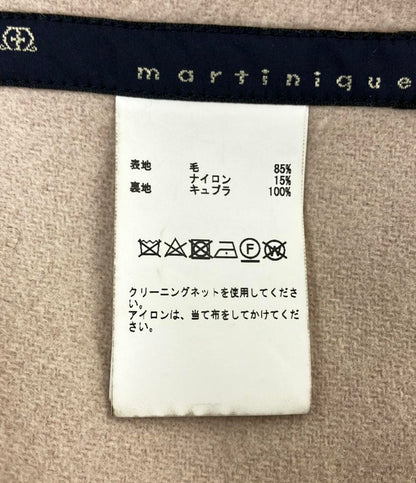 martinique
表地 毛 85%
ナイロン 15%
裏地 キュプラ 100%
クリーニングネットを使用してくださ
い。
アイロンは、当て布をしてかけてくだ
さい。